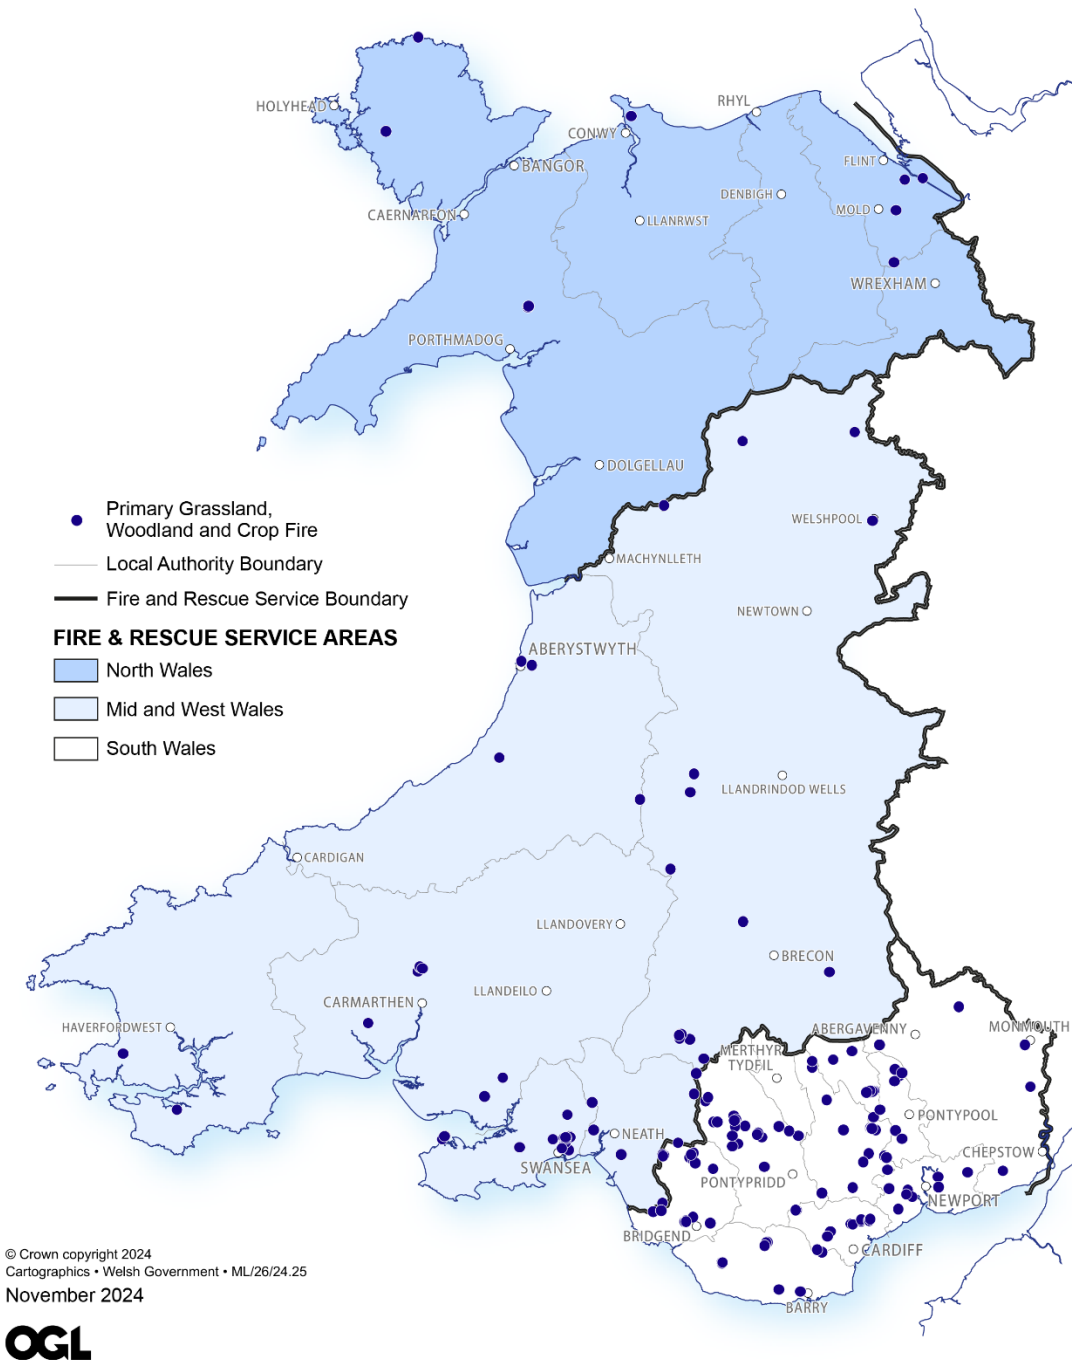 RHYL
HOLYHEAD
CONWY
BANGOR
FLINT
DENBIGH
MOLD
CAERNARFON
LLANRWST
WREXHAM
PORTHMADOG
DOLGELLAU
Primary Grassland,
Woodland and Crop Fire
WELSHPOOL
MACHYNLLETH
Local Authority Boundary
Fire and Rescue Service Boundary
NEWTOWN
FIRE & RESCUE SERVICE AREAS
ABERYSTWYTH
North Wales
Mid and West Wales
South Wales
LLANDRINDOD WELLS
CARDIGAN
LLANDOVERY
BRECON
LLANDEILO
CARMARTHEN
HAVERFORDWEST
ABERGAVENNY
MONMOUTH
MERTHYR
TYDFIL
PONTYPOOL
NEATH
CHEPSTOW
SWANSEA
PONTYPRIDD
NEWPORT
BRIDGEND
CARDIFF
BARRY
© Crown copyright 2024
Cartographics • Welsh Government • ML/26/24.25
November 2024
OGL